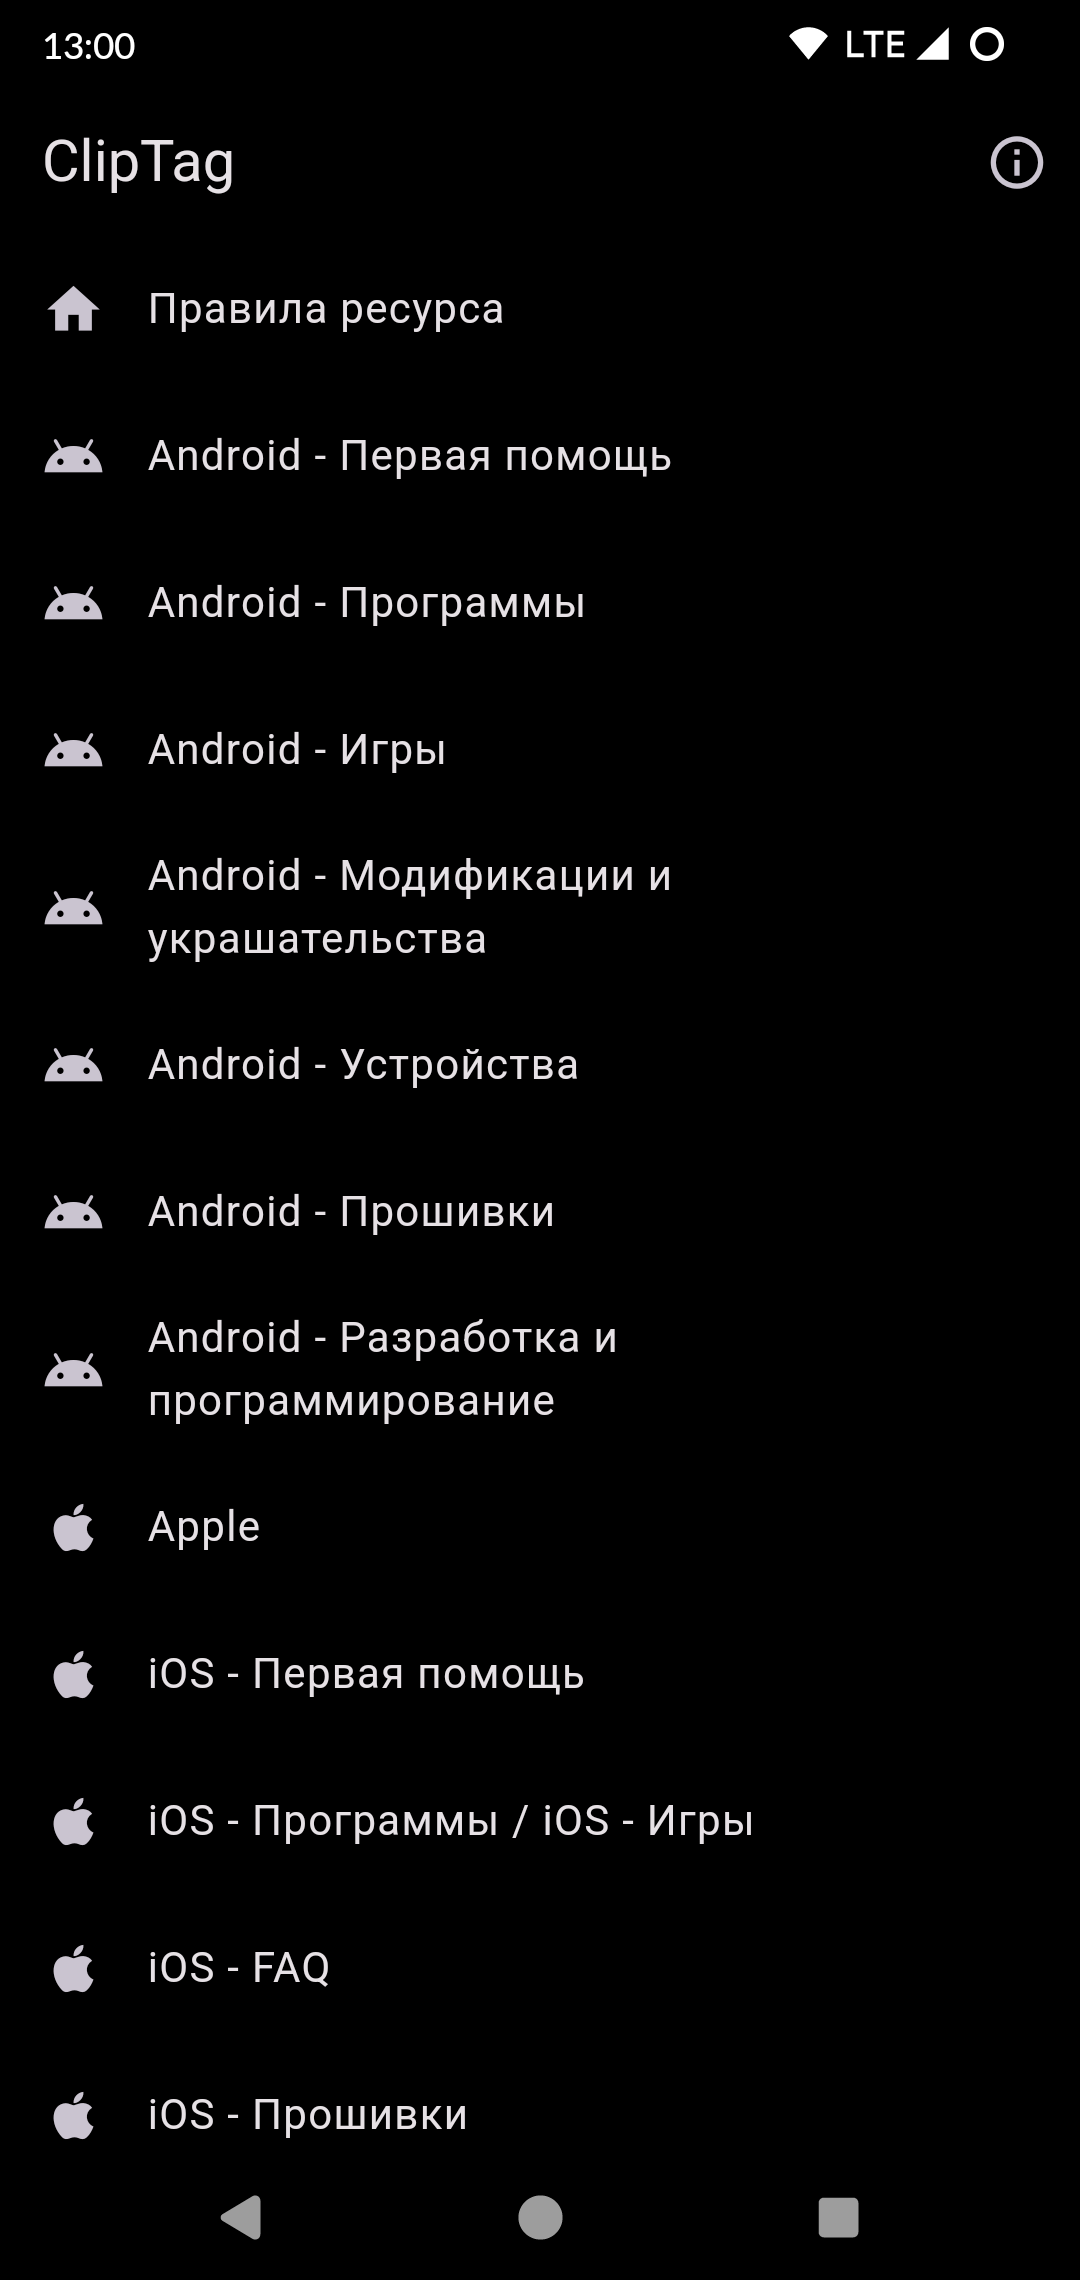 13:00 LTE
ClipTag
Правила ресурса
Android - Первая помощь
Android - Программы
Android - Игры
Android - Модификации и
украшательства
Android - Устройства
Android - Прошивки
Android - Разработка и
программирование
Apple
iOS - Первая помощь
iOS - Программы / iOS - Игры
iOS - FAQ
iOS - Прошивки